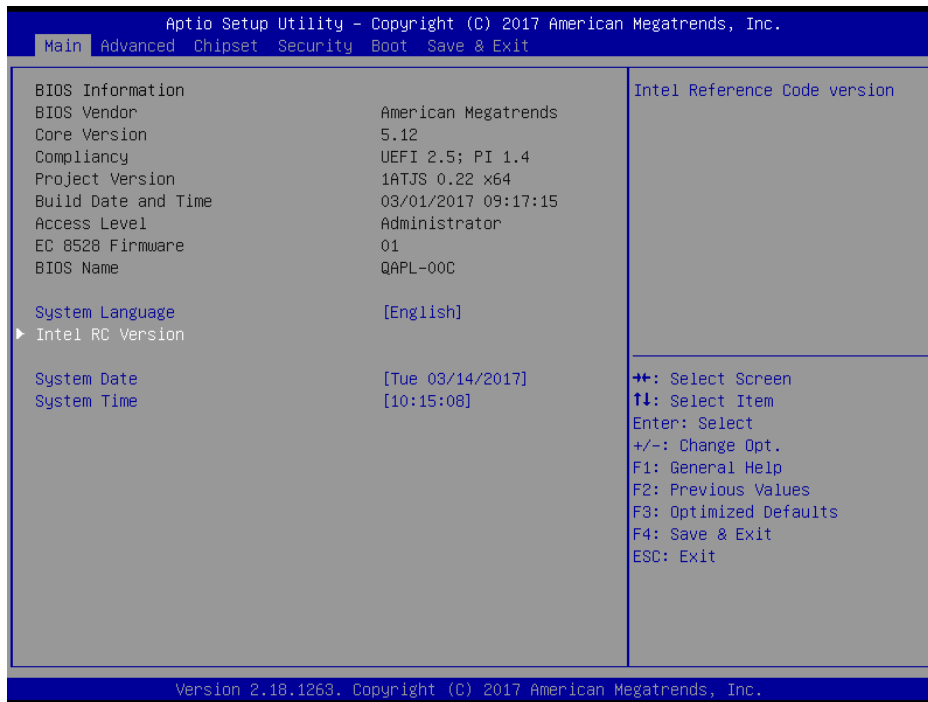 Aptio Setup Utility – Copyright (C) 2017 American Megatrends, Inc.
Main Advanced Chipset Security Boot Save & Exit
BIOS Information
BIOS Vendor American Megatrends
Core Version 5.12
Compliancy UEFI 2.5; PI 1.4
Project Version 1ATJS 0.22 x64
Build Date and Time 03/01/2017 09:17:15
Access Level Administrator
EC 8528 Firmware 01
BIOS Name QAPL-00C
System Language [English]
▶ Intel RC Version
System Date [Tue 03/14/2017]
System Time [10:15:08]
Intel Reference Code version
→←: Select Screen
↑↓: Select Item
Enter: Select
+/-: Change Opt.
F1: General Help
F2: Previous Values
F3: Optimized Defaults
F4: Save & Exit
ESC: Exit
Version 2.18.1263. Copyright (C) 2017 American Megatrends, Inc.